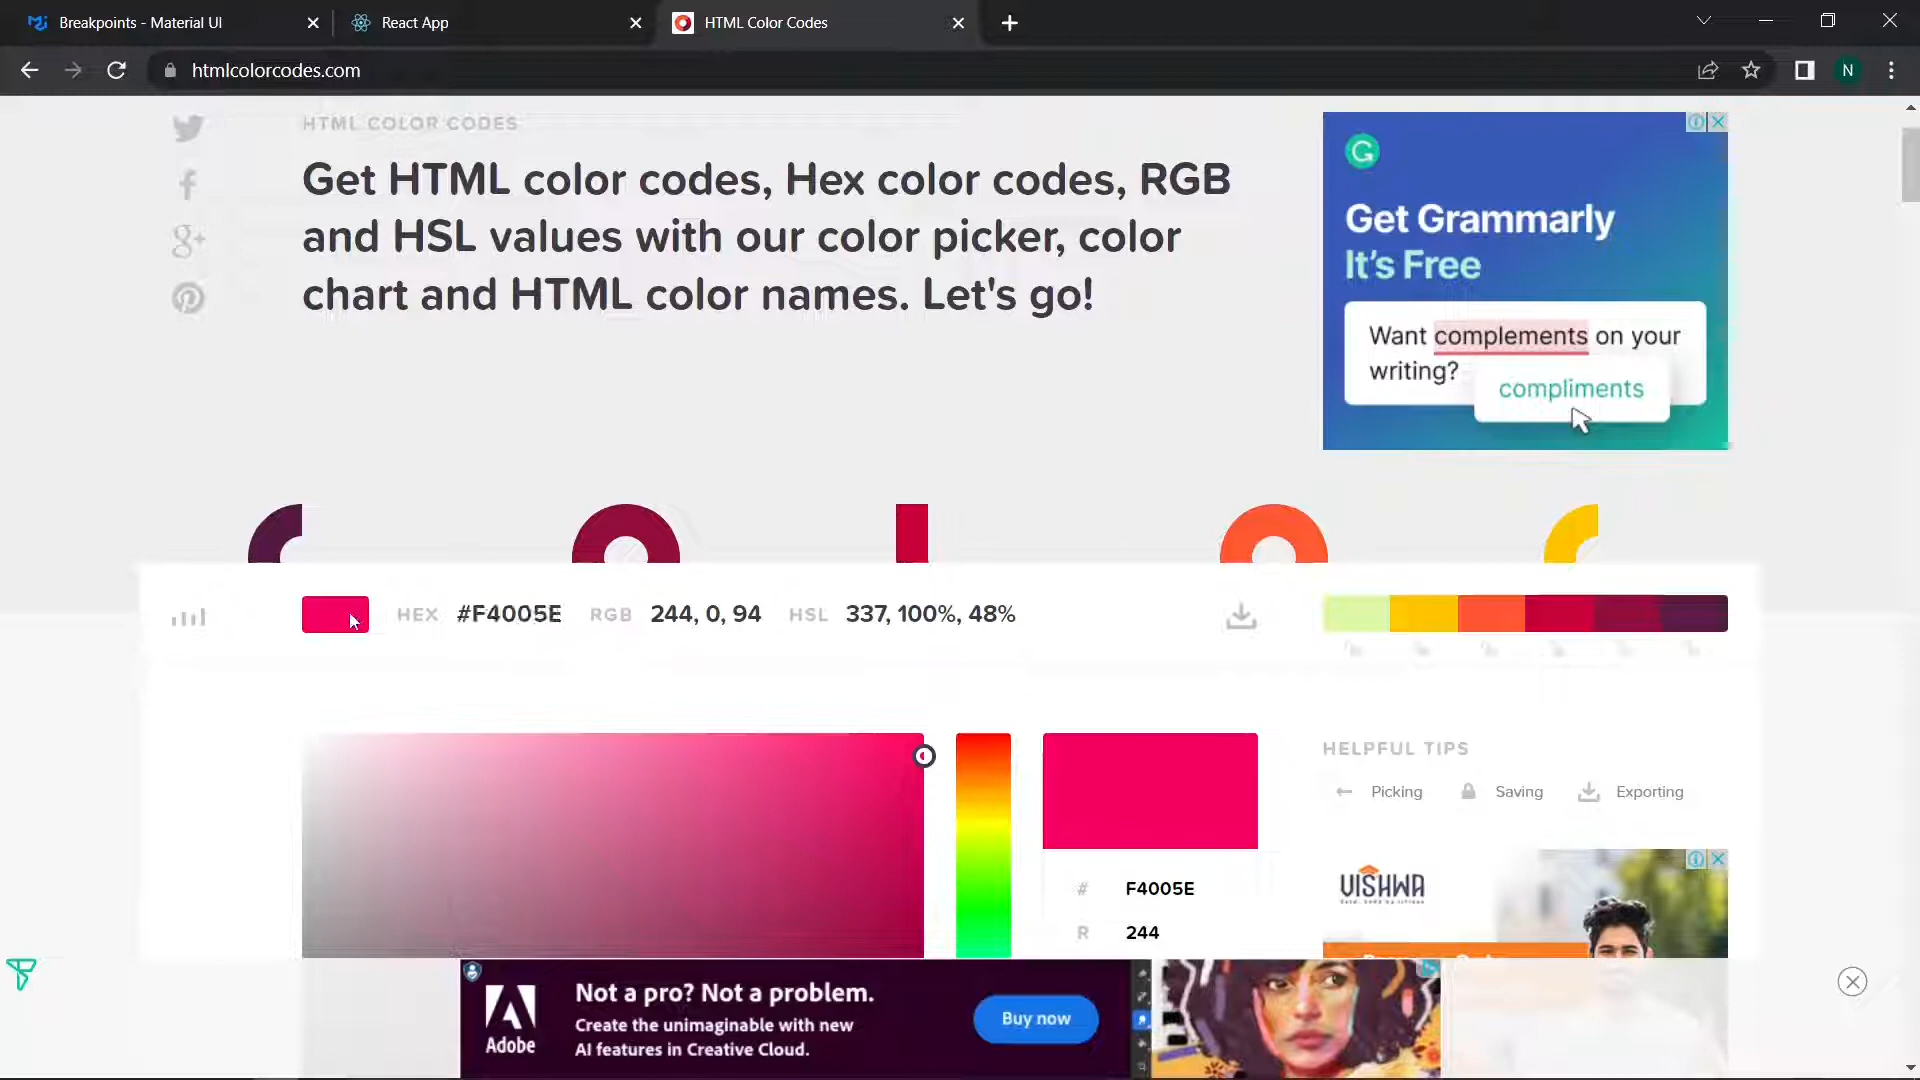 Breakpoints - Material UI
React App
HTML Color Codes
htmlcolorcodes.com
N
HTML COLOR CODES
Get HTML color codes, Hex color codes, RGB
and HSL values with our color picker, color
chart and HTML color names. Let's go!
G
Get Grammarly
It's Free
Want complements on your
writing?
compliments
HEX #F4005E RGB 244, 0, 94 HSL 337, 100%, 48%
HELPFUL TIPS
Picking Saving Exporting
# F4005E
R 244
VISHWA
Adobe
Not a pro? Not a problem.
Create the unimaginable with new
AI features in Creative Cloud.
Buy now